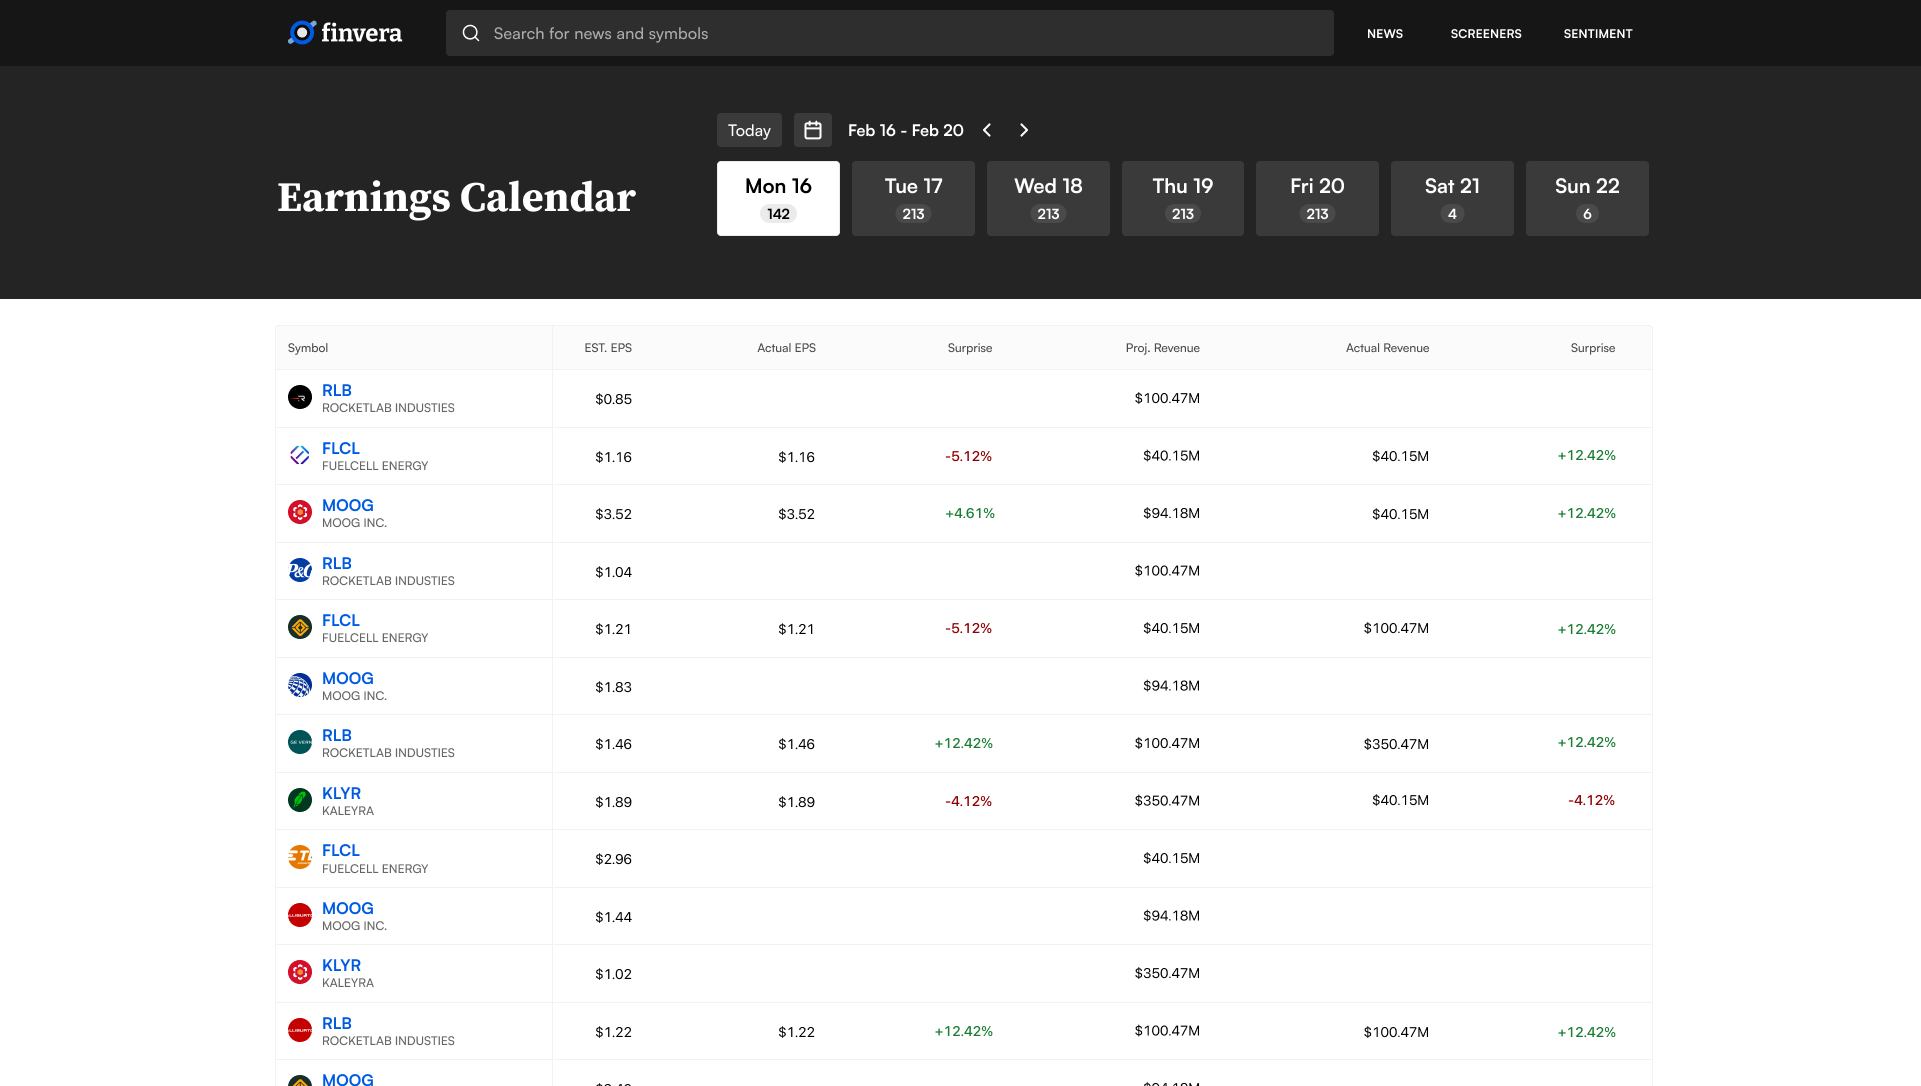 finvera
Search for news and symbols
NEWS
SCREENERS
SENTIMENT
Today
Feb 16 - Feb 20
Earnings Calendar
Mon 16
142
Tue 17
213
Wed 18
213
Thu 19
213
Fri 20
213
Sat 21
4
Sun 22
6
Symbol EST. EPS Actual EPS Surprise Proj. Revenue Actual Revenue Surprise
RLB
ROCKETLAB INDUSTIES
$0.85 $100.47M
FLCL
FUELCELL ENERGY
$1.16 $1.16 -5.12% $40.15M $40.15M +12.42%
MOOG
MOOG INC.
$3.52 $3.52 +4.61% $94.18M $40.15M +12.42%
P&G
RLB
ROCKETLAB INDUSTIES
$1.04 $100.47M
FLCL
FUELCELL ENERGY
$1.21 $1.21 -5.12% $40.15M $100.47M +12.42%
MOOG
MOOG INC.
$1.83 $94.18M
RLB
ROCKETLAB INDUSTIES
$1.46 $1.46 +12.42% $100.47M $350.47M +12.42%
KLYR
KALEYRA
$1.89 $1.89 -4.12% $350.47M $40.15M -4.12%
FLCL
FUELCELL ENERGY
$2.96 $40.15M
MOOG
MOOG INC.
$1.44 $94.18M
KLYR
KALEYRA
$1.02 $350.47M
RLB
ROCKETLAB INDUSTIES
$1.22 $1.22 +12.42% $100.47M $100.47M +12.42%
MOOG